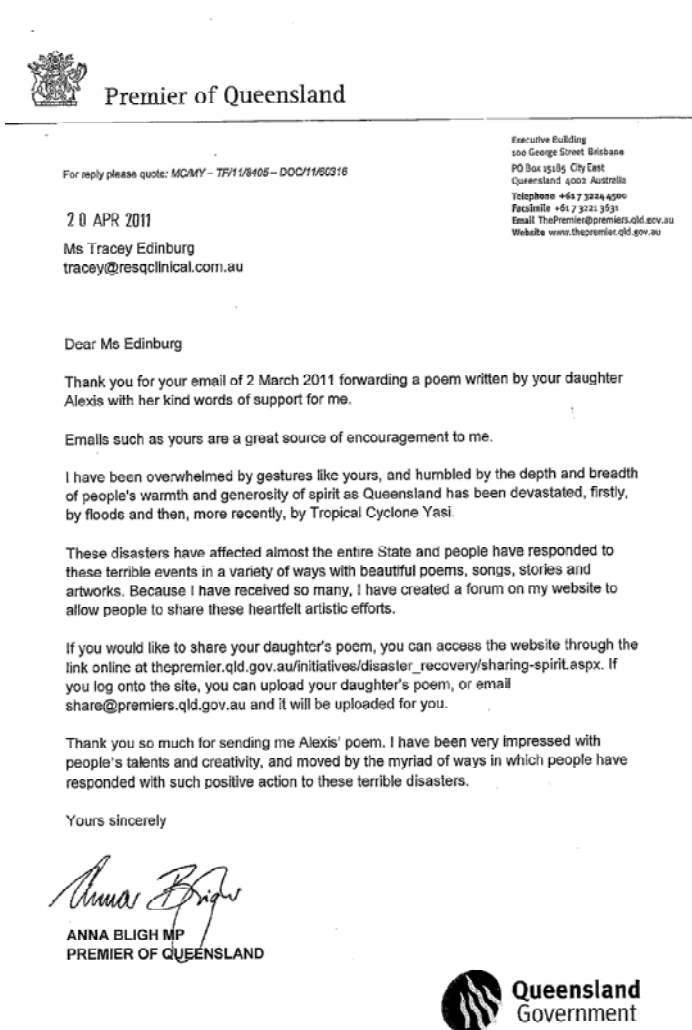 Premier of Queensland
Executive Building
100 George Street Brisbane
PO Box 15185 City East
Queensland 4002 Australia
Telephone +61 7 3224 4500
Facsimile +61 7 3221 3631
Email ThePremier@premiers.qld.gov.au
Website www.thepremier.qld.gov.au
For reply please quote: MC/MY – TF/11/8405 – DOC/11/60316
20 APR 2011
Ms Tracey Edinburg
tracey@resqclinical.com.au
Dear Ms Edinburg
Thank you for your email of 2 March 2011 forwarding a poem written by your daughter
Alexis with her kind words of support for me.
Emails such as yours are a great source of encouragement to me.
I have been overwhelmed by gestures like yours, and humbled by the depth and breadth
of people's warmth and generosity of spirit as Queensland has been devastated, firstly,
by floods and then, more recently, by Tropical Cyclone Yasi.
These disasters have affected almost the entire State and people have responded to
these terrible events in a variety of ways with beautiful poems, songs, stories and
artworks. Because I have received so many, I have created a forum on my website to
allow people to share these heartfelt artistic efforts.
If you would like to share your daughter's poem, you can access the website through the
link online at thepremier.qld.gov.au/initiatives/disaster_recovery/sharing-spirit.aspx. If
you log onto the site, you can upload your daughter's poem, or email
share@premiers.qld.gov.au and it will be uploaded for you.
Thank you so much for sending me Alexis' poem. I have been very impressed with
people's talents and creativity, and moved by the myriad of ways in which people have
responded with such positive action to these terrible disasters.
Yours sincerely
Anna Bligh
ANNA BLIGH MP
PREMIER OF QUEENSLAND
Queensland
Government